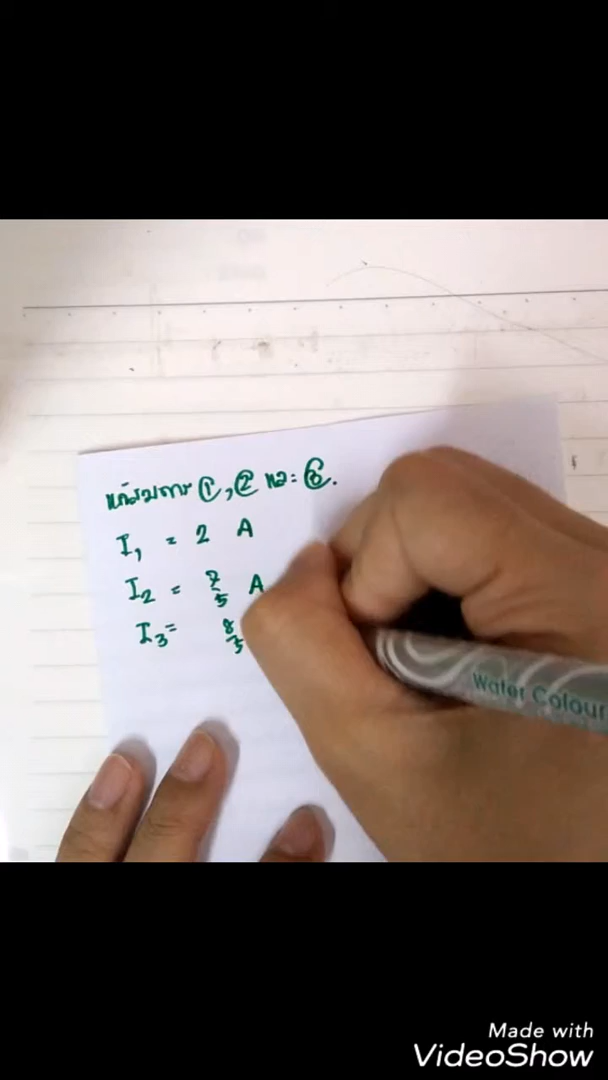 แก้สมการ ①, ② และ ③.
I₁ = 2 A
I₂ = 2/5 A
I₃ = 8/5
Water Colour
Made with
VideoShow